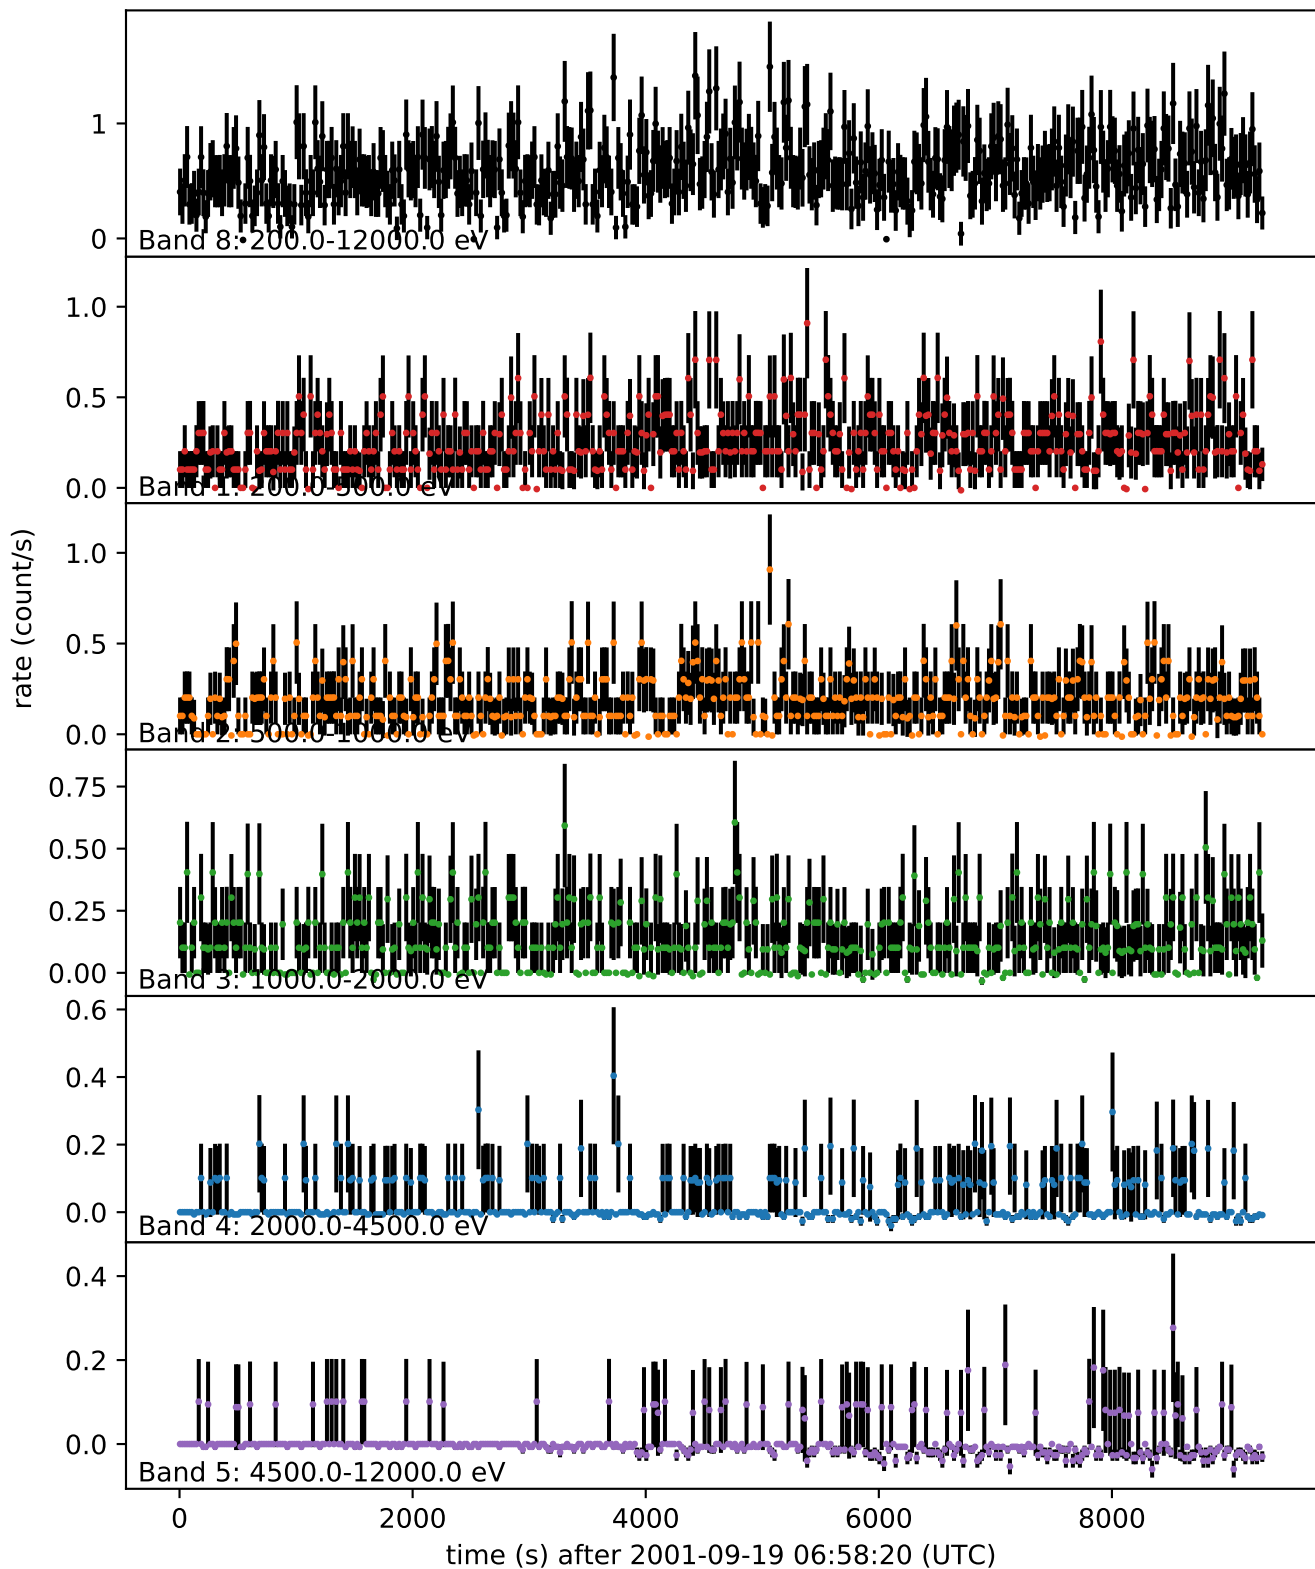 1
0
Band 8: 200.0-12000.0 eV
1.0
0.5
0.0
Band 1: 200.0-500.0 eV
1.0
0.5
0.0
Band 2: 500.0-1000.0 eV
rate (count/s)
0.75
0.50
0.25
0.00
Band 3: 1000.0-2000.0 eV
0.6
0.4
0.2
0.0
Band 4: 2000.0-4500.0 eV
0.4
0.2
0.0
Band 5: 4500.0-12000.0 eV
0 2000 4000 6000 8000
time (s) after 2001-09-19 06:58:20 (UTC)